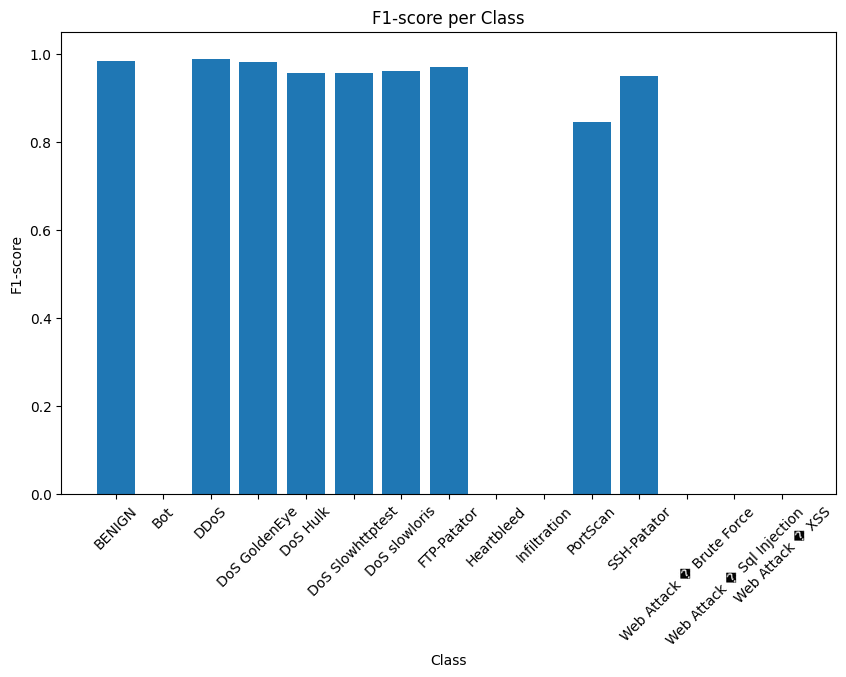 F1-score per Class
F1-score
1.0
0.8
0.6
0.4
0.2
0.0
BENIGN
Bot
DDoS
DoS GoldenEye
DoS Hulk
DoS Slowhttptest
DoS slowloris
FTP-Patator
Heartbleed
Infiltration
PortScan
SSH-Patator
Web Attack � Brute Force
Web Attack � Sql Injection
Web Attack � XSS
Class